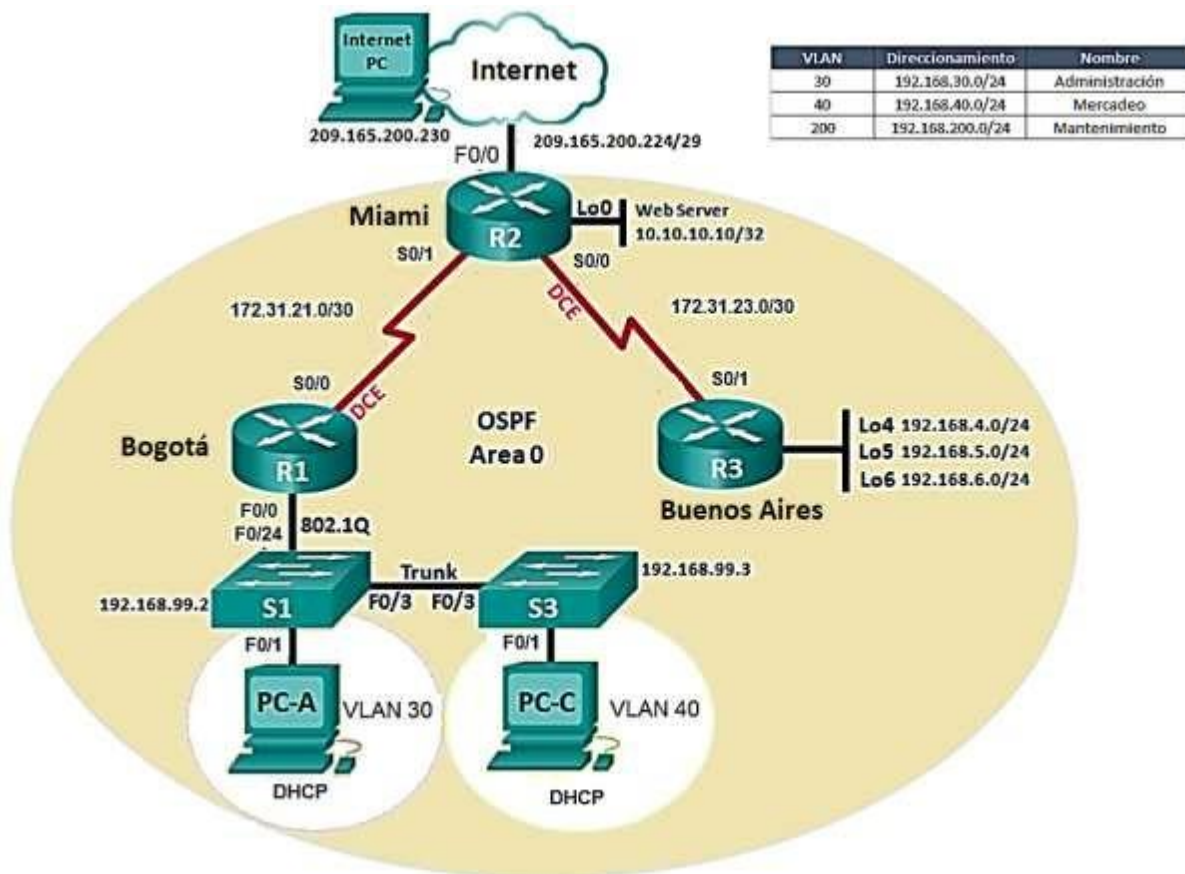 Internet
PC
Internet
209.165.200.230
209.165.200.224/29
F0/0
VLAN Direccionamiento Nombre
30 192.168.30.0/24 Administración
40 192.168.40.0/24 Mercadeo
200 192.168.200.0/24 Mantenimiento
Miami
R2
Lo0
Web Server
10.10.10.10/32
S0/1
S0/0
DCE
172.31.21.0/30
172.31.23.0/30
S0/0
DCE
S0/1
OSPF
Area 0
Bogotá
R1
R3
Buenos Aires
Lo4 192.168.4.0/24
Lo5 192.168.5.0/24
Lo6 192.168.6.0/24
F0/0
F0/24
802.1Q
Trunk
192.168.99.3
192.168.99.2
S1
F0/3 F0/3
S3
F0/1
F0/1
PC-A
VLAN 30
PC-C
VLAN 40
DHCP
DHCP